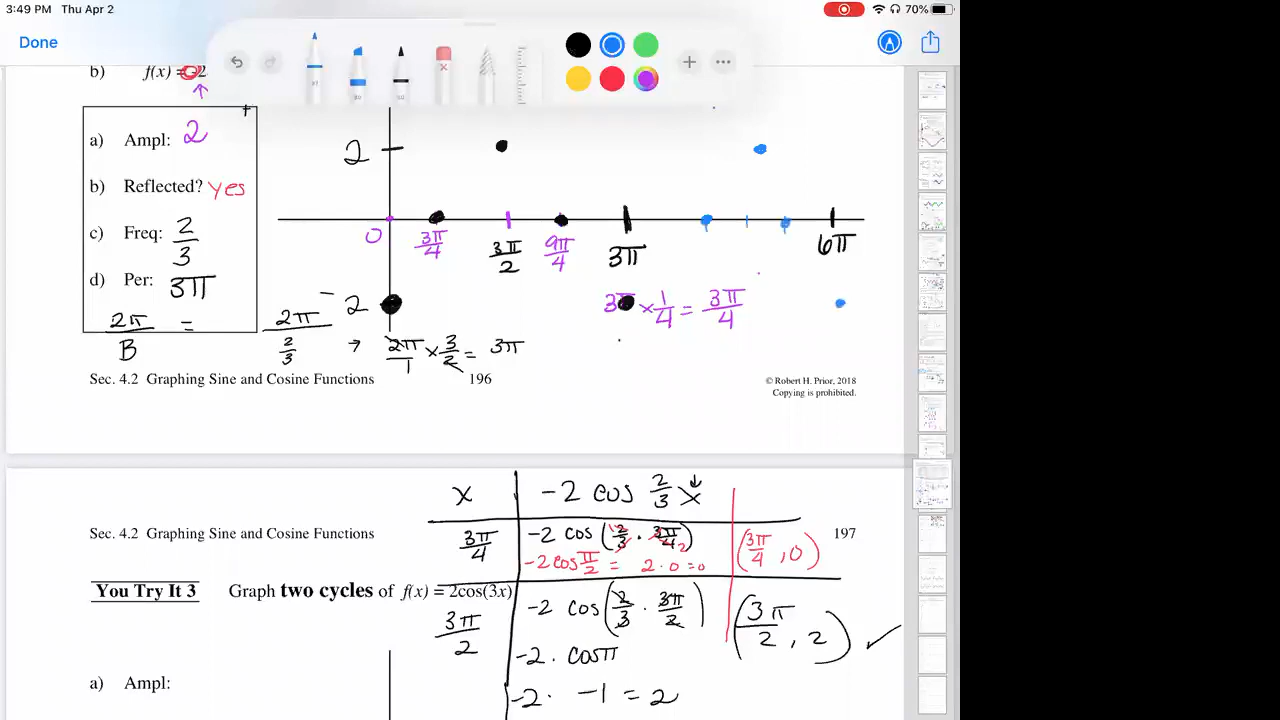 3:49 PM Thu Apr 2
70%
Done
b) f(x) = -2
a) Ampl: 2
b) Reflected? yes
c) Freq: 2/3
d) Per: 3π
2π/B = 2π/(2/3) → 2π/1 × 3/2 = 3π
2
-2
0 3π/4 3π/2 9π/4 3π 6π
3π × 1/4 = 3π/4
Sec. 4.2 Graphing Sine and Cosine Functions 196
© Robert H. Prior, 2018
Copying is prohibited.
x -2 cos 2/3 x
Sec. 4.2 Graphing Sine and Cosine Functions 197
3π/4 -2 cos (2/3 · 3π/4) (3π/4, 0)
-2 cos π/2 = 2·0 = 0
You Try It 3 Graph two cycles of f(x) = 2cos(3x)
3π/2 -2 cos (2/3 · 3π/2) (3π/2, 2) ✓
-2 · cos π
-2 · -1 = 2
a) Ampl: